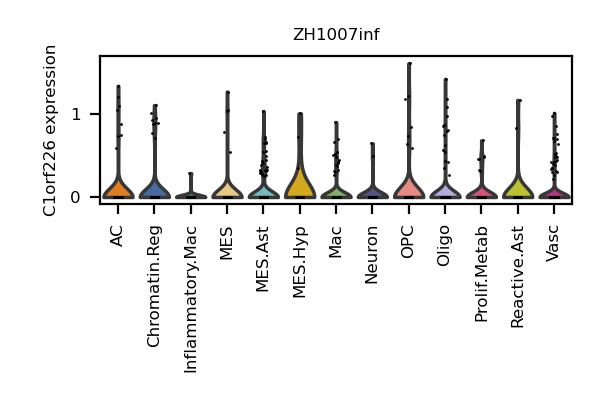 ZH1007inf
C1orf226 expression
1
0
AC
Chromatin.Reg
Inflammatory.Mac
MES
MES.Ast
MES.Hyp
Mac
Neuron
OPC
Oligo
Prolif.Metab
Reactive.Ast
Vasc